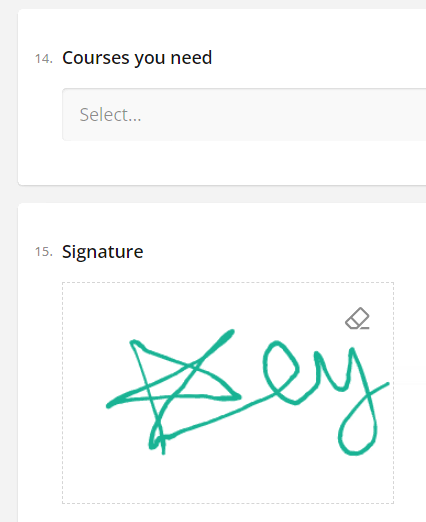 14. Courses you need
Select...
15. Signature